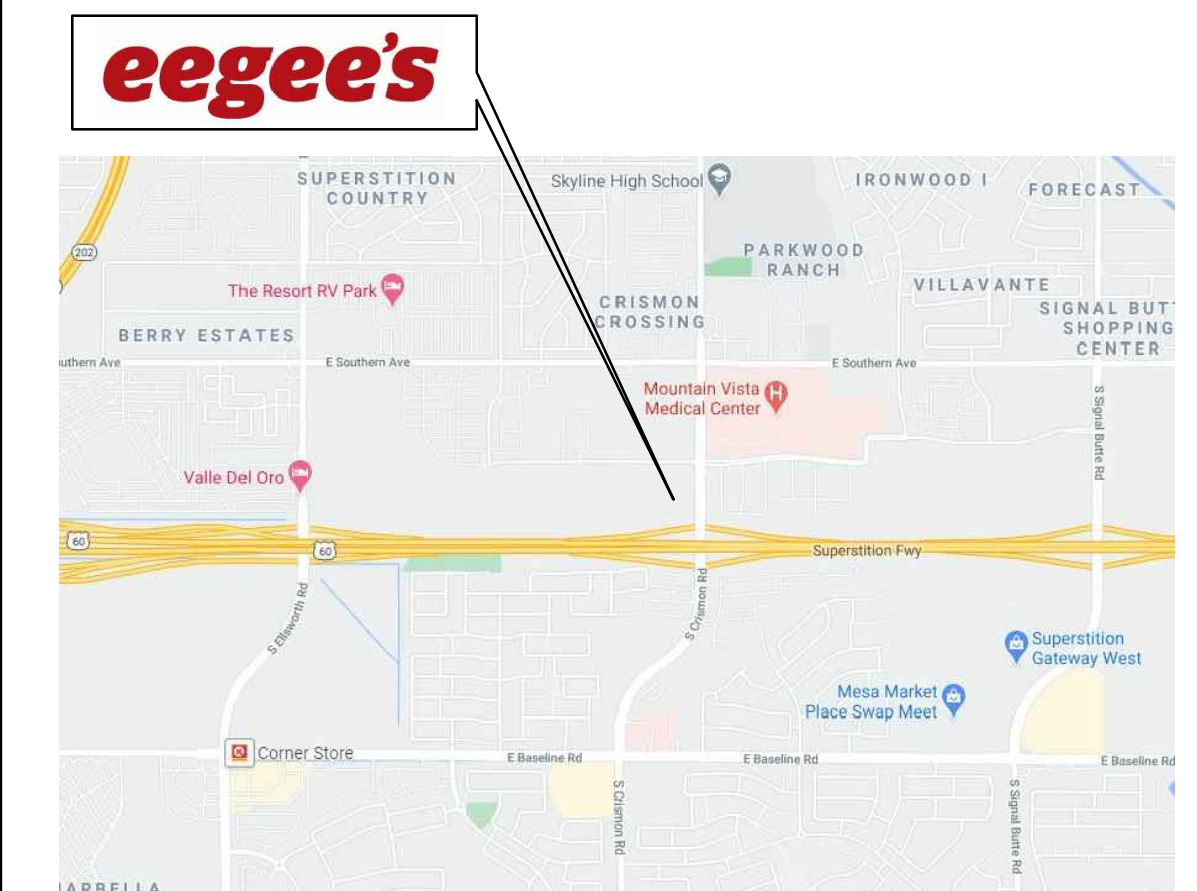 eegee's
SUPERSTITION
COUNTRY
Skyline High School
IRONWOOD I
FORECAST
202
PARKWOOD
RANCH
The Resort RV Park
VILLAVANTE
CRISMON
CROSSING
SIGNAL BUT
SHOPPING
CENTER
BERRY ESTATES
uthern Ave
E Southern Ave
E Southern Ave
Mountain Vista
Medical Center
H
S Signal Butte Rd
Valle Del Oro
60
60
Superstition Fwy
S Ellsworth Rd
S Crismon Rd
Superstition
Gateway West
Mesa Market
Place Swap Meet
K
Corner Store
E Baseline Rd
E Baseline Rd
E Baseline Rd
S Crismon Rd
S Signal Butte Rd
ARBELLA